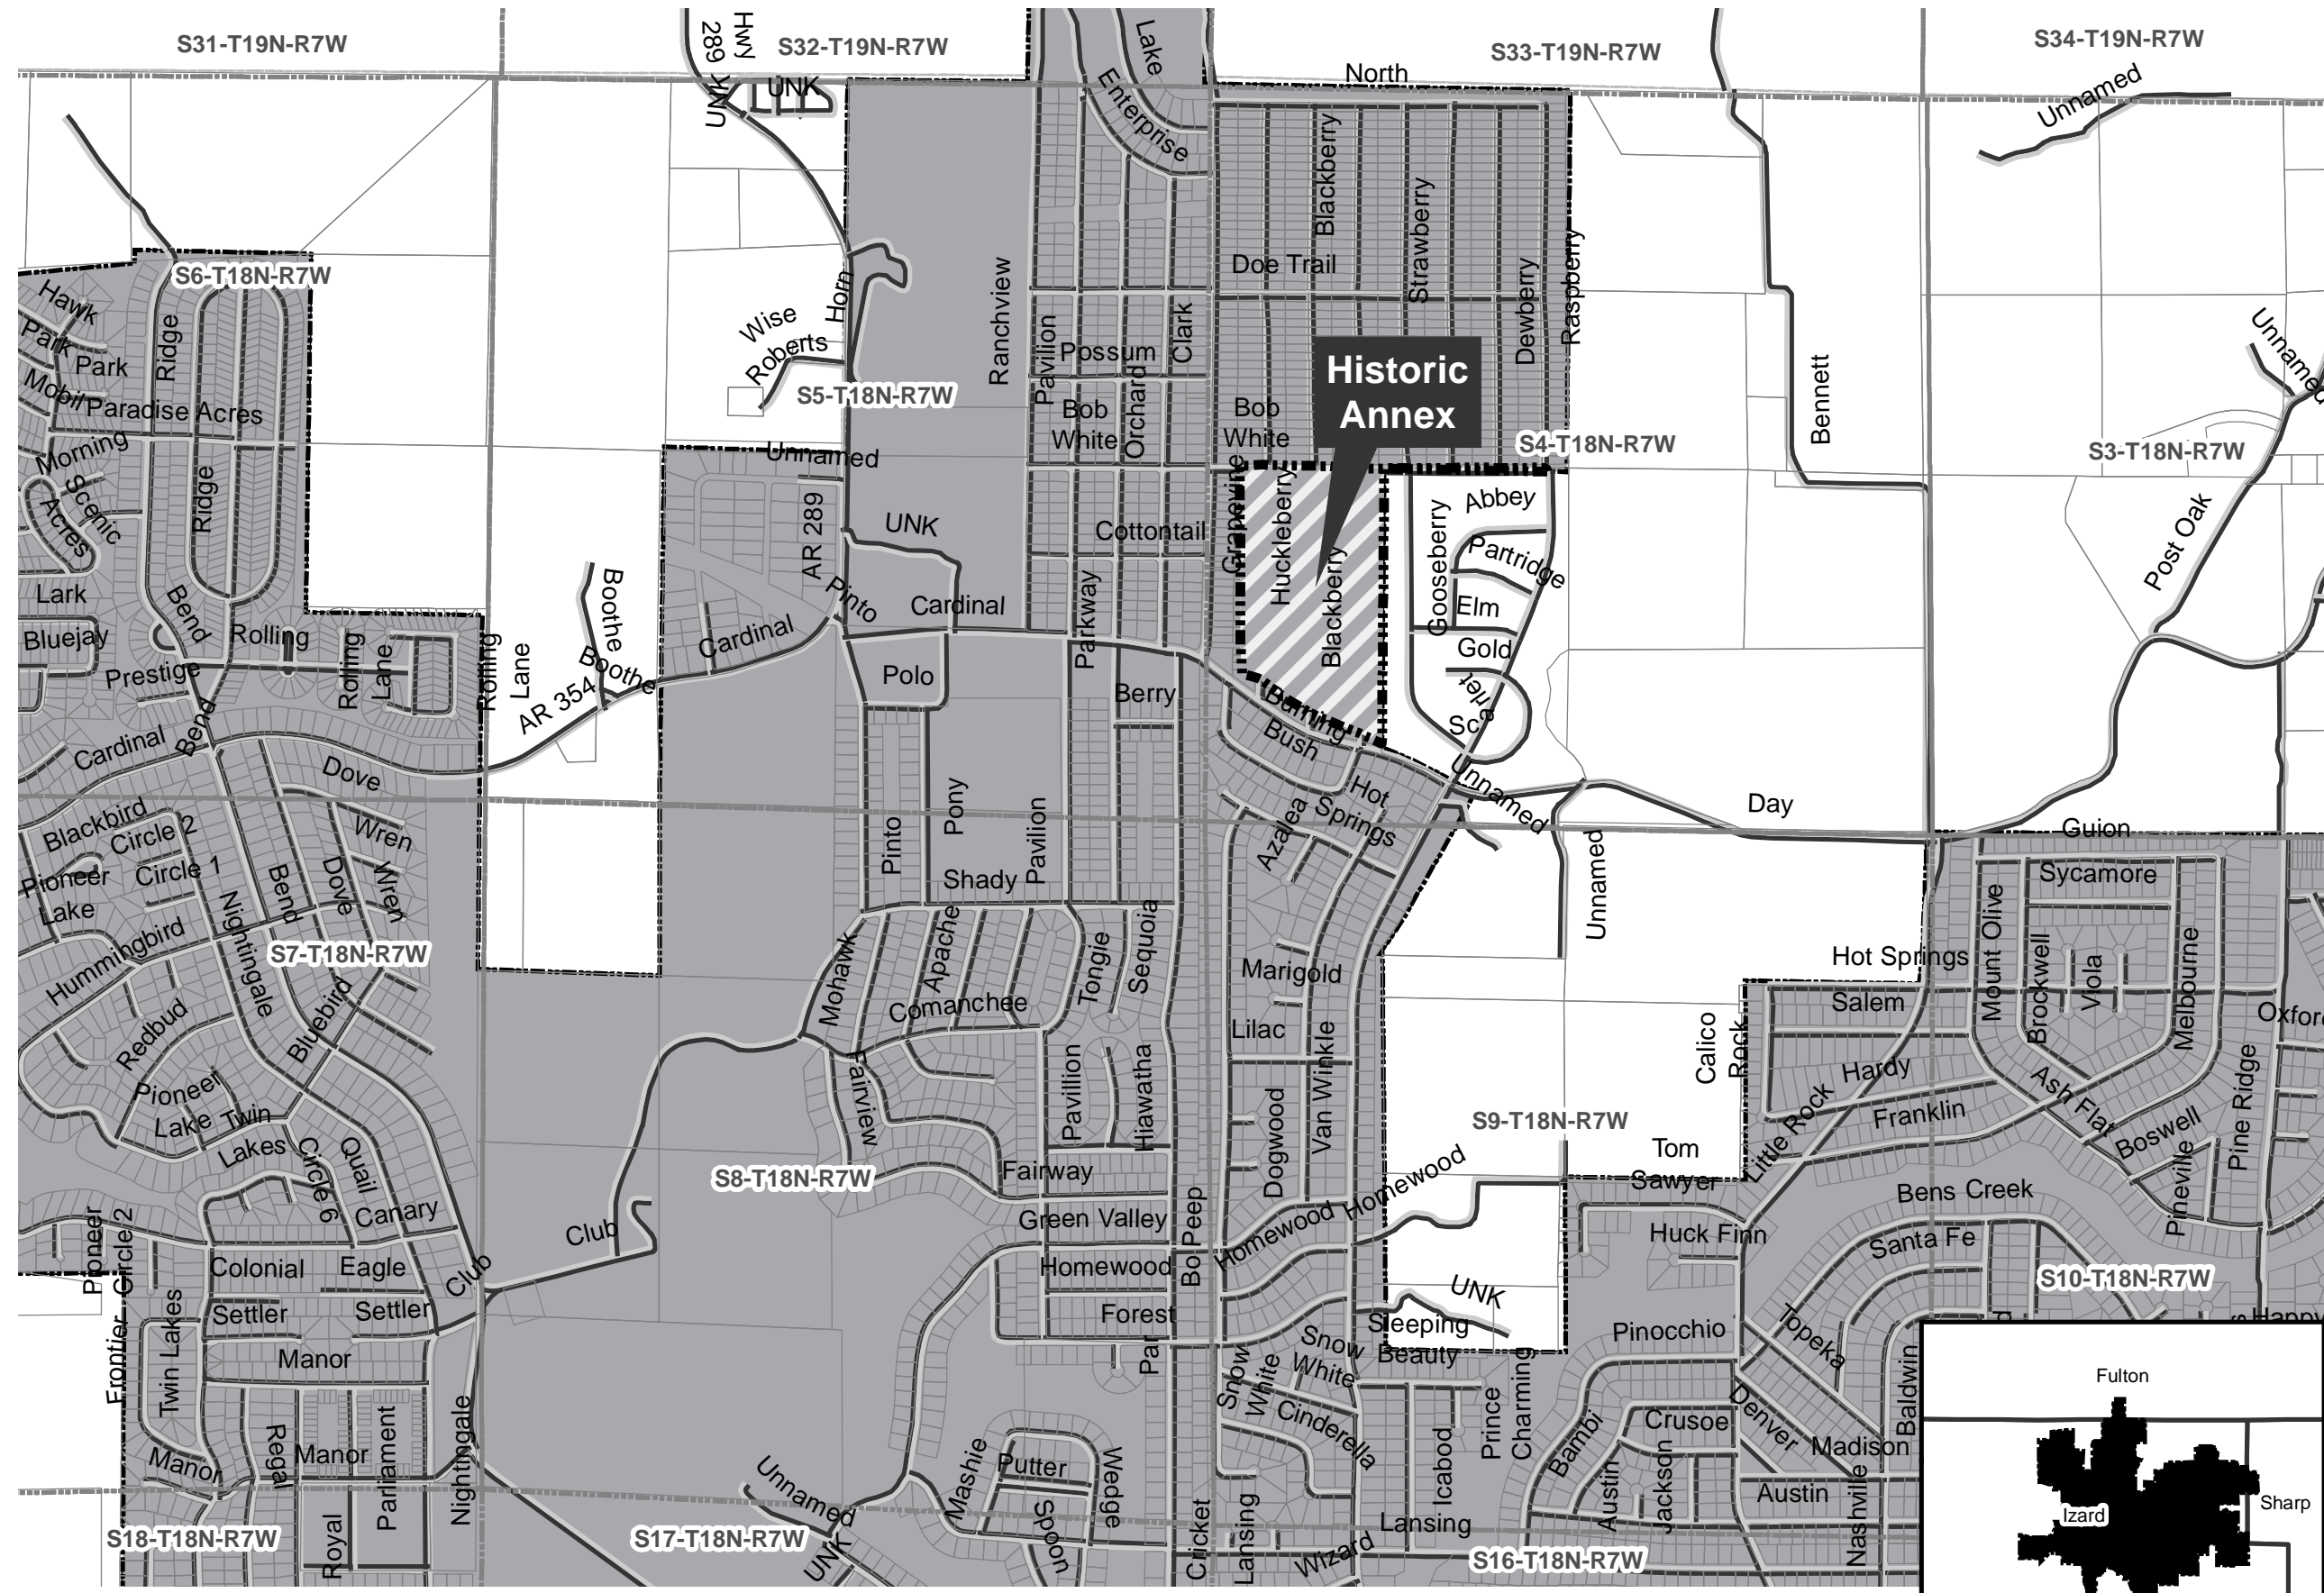 S31-T19N-R7W
Hwy
289
UNK
UNK
S32-T19N-R7W
Lake
Enterprise
North
S33-T19N-R7W
S34-T19N-R7W
Unnamed
S6-T18N-R7W
Hawk
Park
Park
Mobil
Ridge
Paradise Acres
Morning
Scenic
Acres
Ridge
Lark
Bluejay
Bend
Rolling
Prestige
Rolling
Lane
Rolling
Lane
Wise
Roberts
Horn
S5-T18N-R7W
Unnamed
AR 289
UNK
Pinto
Cardinal
Cardinal
Boothe
Boothe
AR 354
Ranchview
Pavilion
Possum
Clark
Bob
White
Orchard
Cottontail
Parkway
Doe Trail
Blackberry
Strawberry
Dewberry
Raspberry
Bob
White
Historic
Annex
Grapevine
Huckleberry
Blackberry
S4-T18N-R7W
Gooseberry
Abbey
Partridge
Elm
Gold
Scarlet
Burning
Bush
Bennett
S3-T18N-R7W
Unnamed
Post Oak
Polo
Berry
Cardinal
Bend
Dove
Blackbird
Circle 2
Circle 1
Pioneer
Lake
Wren
Wren
Bend
Dove
Nightingale
Hummingbird
S7-T18N-R7W
Redbud
Bluebird
Pioneer
Lake
Twin
Lakes
Circle 6
Quail
Canary
Pinto
Pony
Pavilion
Shady
Mohawk
Apache
Comanchee
Tongie
Sequoia
Fairview
Pavillion
Hiawatha
Fairway
Green Valley
Homewood
Forest
Bo Peep
Hot
Springs
Azalea
Unnamed
Unnamed
Day
Guion
Marigold
Lilac
Dogwood
Van Winkle
Homewood
Homewood
S8-T18N-R7W
S9-T18N-R7W
Sycamore
Mount Olive
Hot Springs
Brockwell
Viola
Melbourne
Salem
Calico
Rock
Hardy
Little Rock
Franklin
Ash Flat
Boswell
Pineville
Pine Ridge
Tom
Sawyer
Bens Creek
Huck Finn
Santa Fe
S10-T18N-R7W
Pioneer
Circle 2
Frontier
Colonial
Eagle
Club
Club
Settler
Settler
Twin Lakes
Manor
Manor
Manor
Regal
Parliament
Royal
Nightingale
S18-T18N-R7W
Unnamed
UNK
S17-T18N-R7W
Mashie
Putter
Spoon
Wedge
Cricket
Snow
White
Snow
White
Cinderella
Lansing
Wizard
UNK
Sleeping
Beauty
Icabod
Prince
Charming
Lansing
S16-T18N-R7W
Pinocchio
Topeka
Denver
Bambi
Crusoe
Austin
Jackson
Madison
Austin
Nashville
Baldwin
Fulton
Izard
Sharp